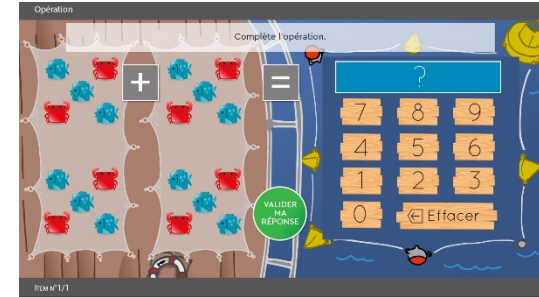 Opération
Complète l'opération.
+
=
?
7 8 9
4 5 6
1 2 3
0 Effacer
VALIDER
MA
RÉPONSE
ITEM N°1/1